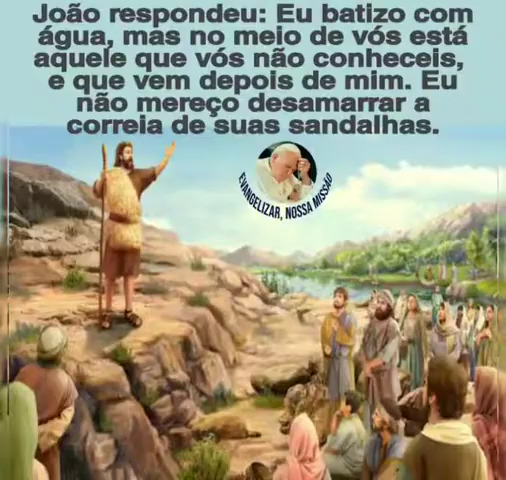 João respondeu: Eu batizo com
água, mas no meio de vós está
aquele que vós não conheceis,
e que vem depois de mim. Eu
não mereço desamarrar a
correia de suas sandalhas.
EVANGELIZAR, NOSSA MISSÃO